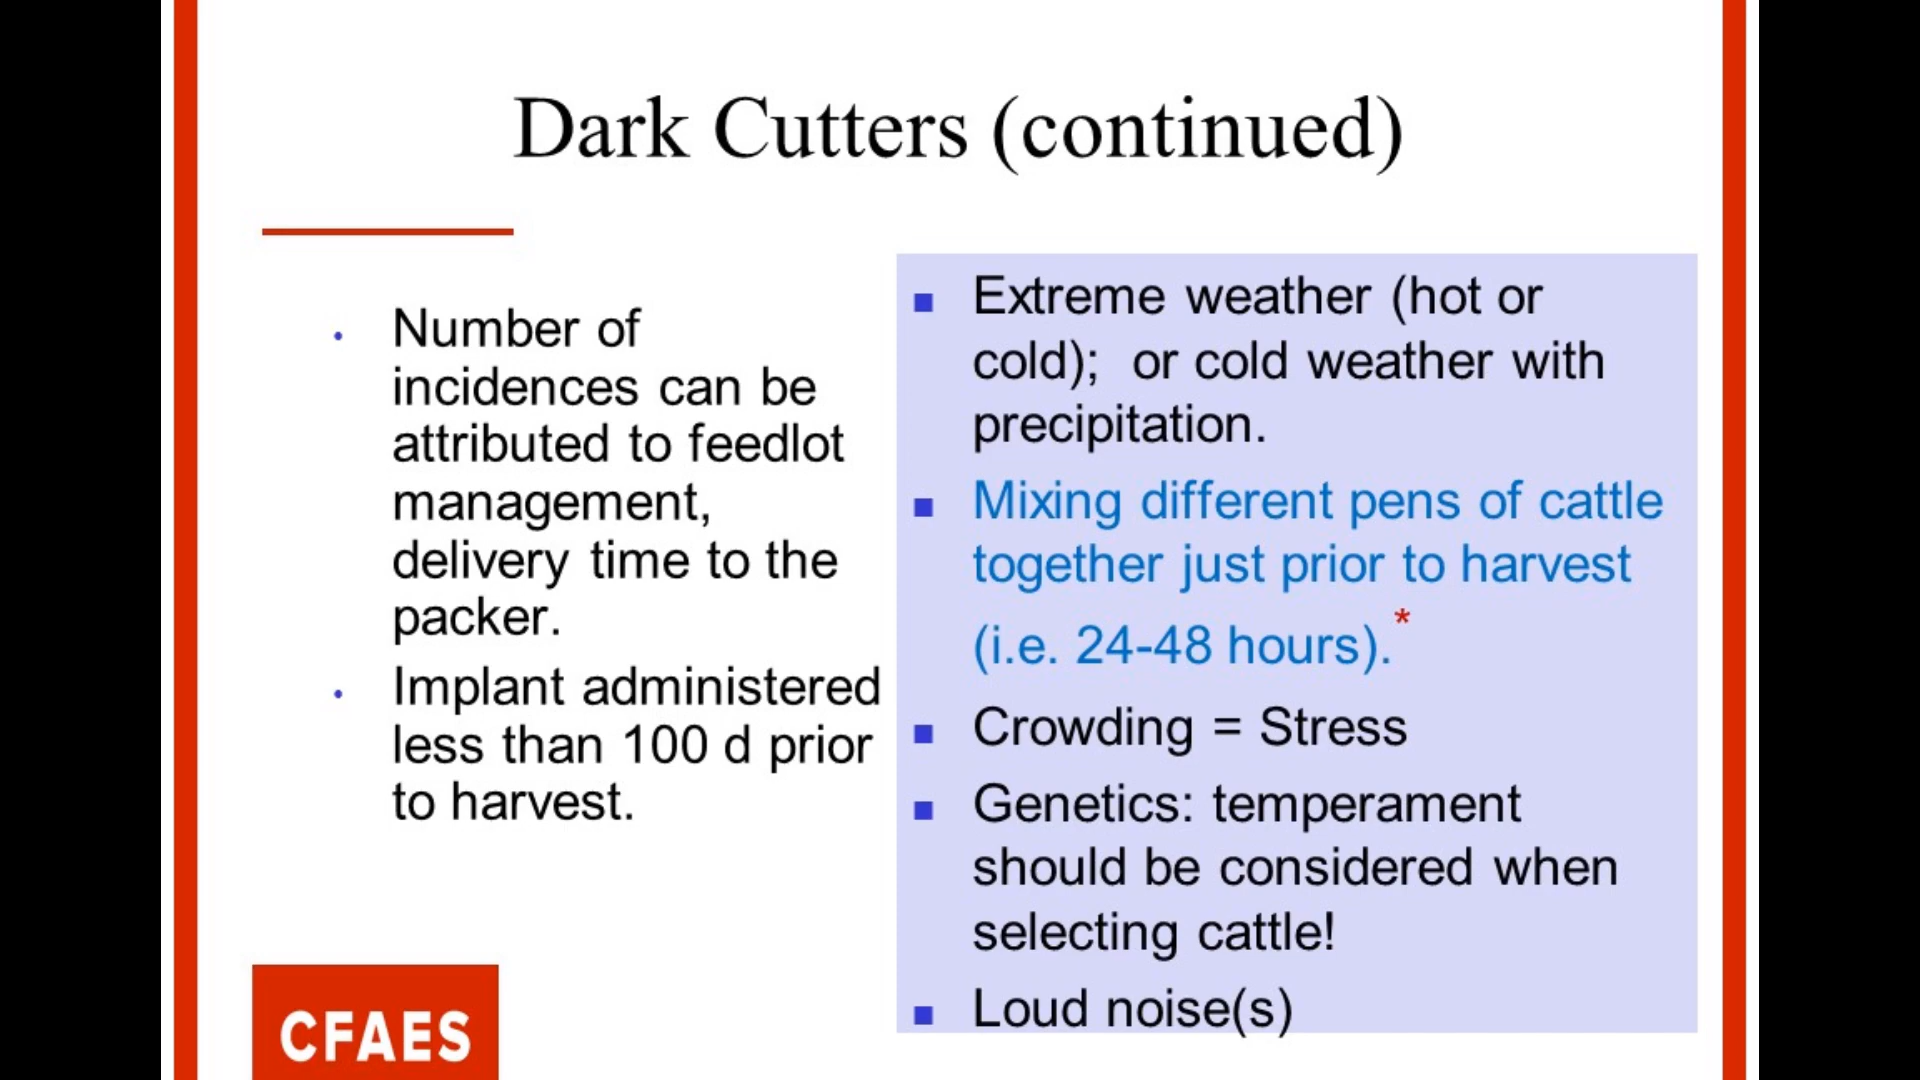 Dark Cutters (continued)
Number of
incidences can be
attributed to feedlot
management,
delivery time to the
packer.
Implant administered
less than 100 d prior
to harvest.
Extreme weather (hot or
cold);  or cold weather with
precipitation.
Mixing different pens of cattle
together just prior to harvest
(i.e. 24-48 hours).*
Crowding = Stress
Genetics: temperament
should be considered when
selecting cattle!
Loud noise(s)
CFAES